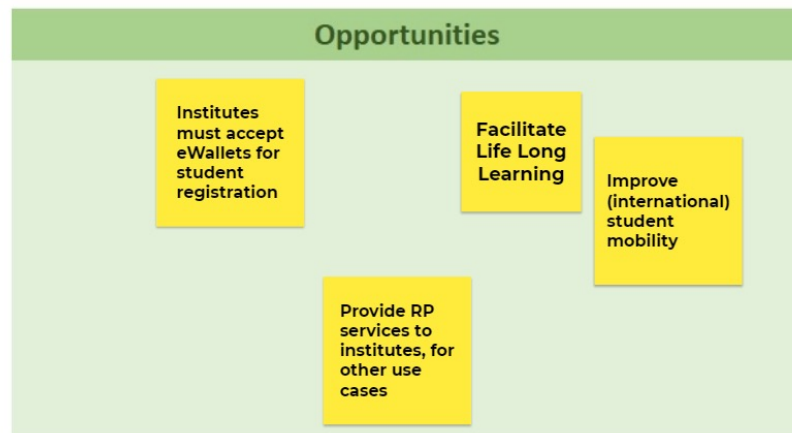 Opportunities
Institutes
must accept
eWallets for
student
registration
Facilitate
Life Long
Learning
Improve
(international)
student
mobility
Provide RP
services to
institutes, for
other use
cases